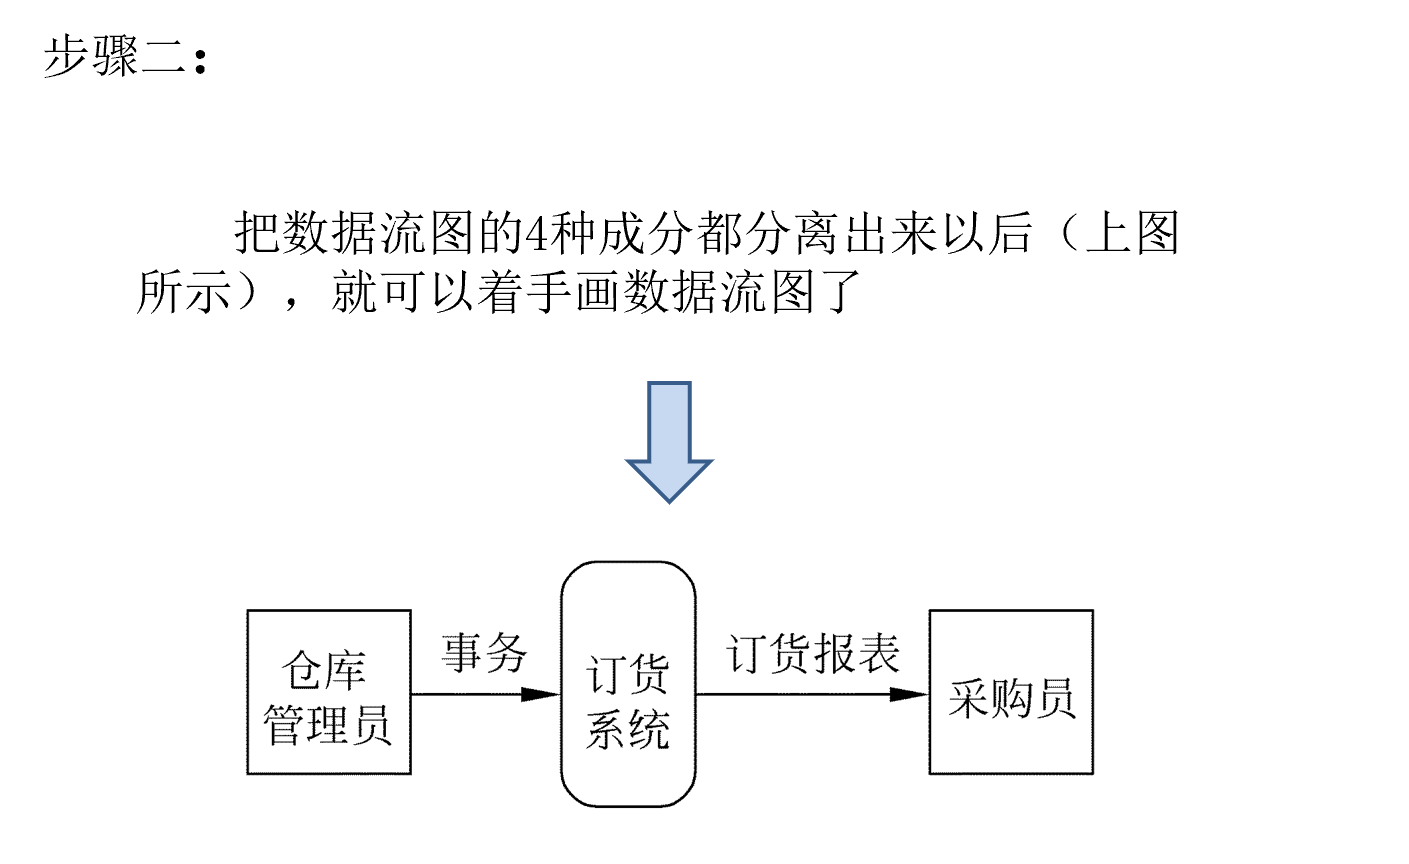 步骤二：
把数据流图的4种成分都分离出来以后（上图
所示），就可以着手画数据流图了
仓库
管理员
事务
订货
系统
订货报表
采购员